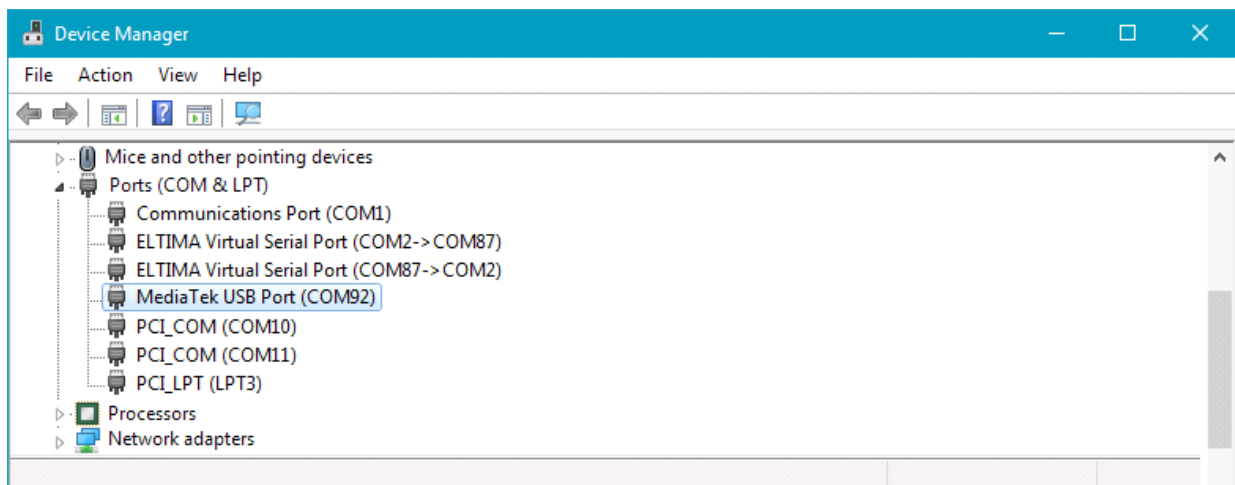 Device Manager
File Action View Help
Mice and other pointing devices
Ports (COM & LPT)
Communications Port (COM1)
ELTIMA Virtual Serial Port (COM2->COM87)
ELTIMA Virtual Serial Port (COM87->COM2)
MediaTek USB Port (COM92)
PCI_COM (COM10)
PCI_COM (COM11)
PCI_LPT (LPT3)
Processors
Network adapters